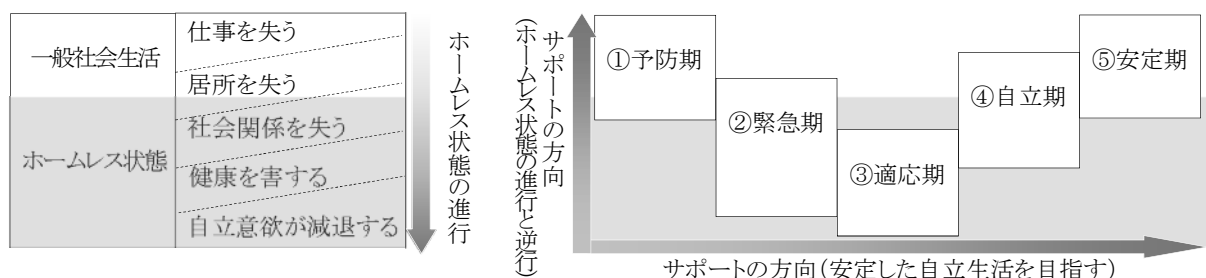 一般社会生活
ホームレス状態
仕事を失う
居所を失う
社会関係を失う
健康を害する
自立意欲が減退する
ホームレス状態の進行
サポートの方向
(ホームレス状態の進行と逆行)
①予防期
②緊急期
③適応期
④自立期
⑤安定期
サポートの方向(安定した自立生活を目指す)